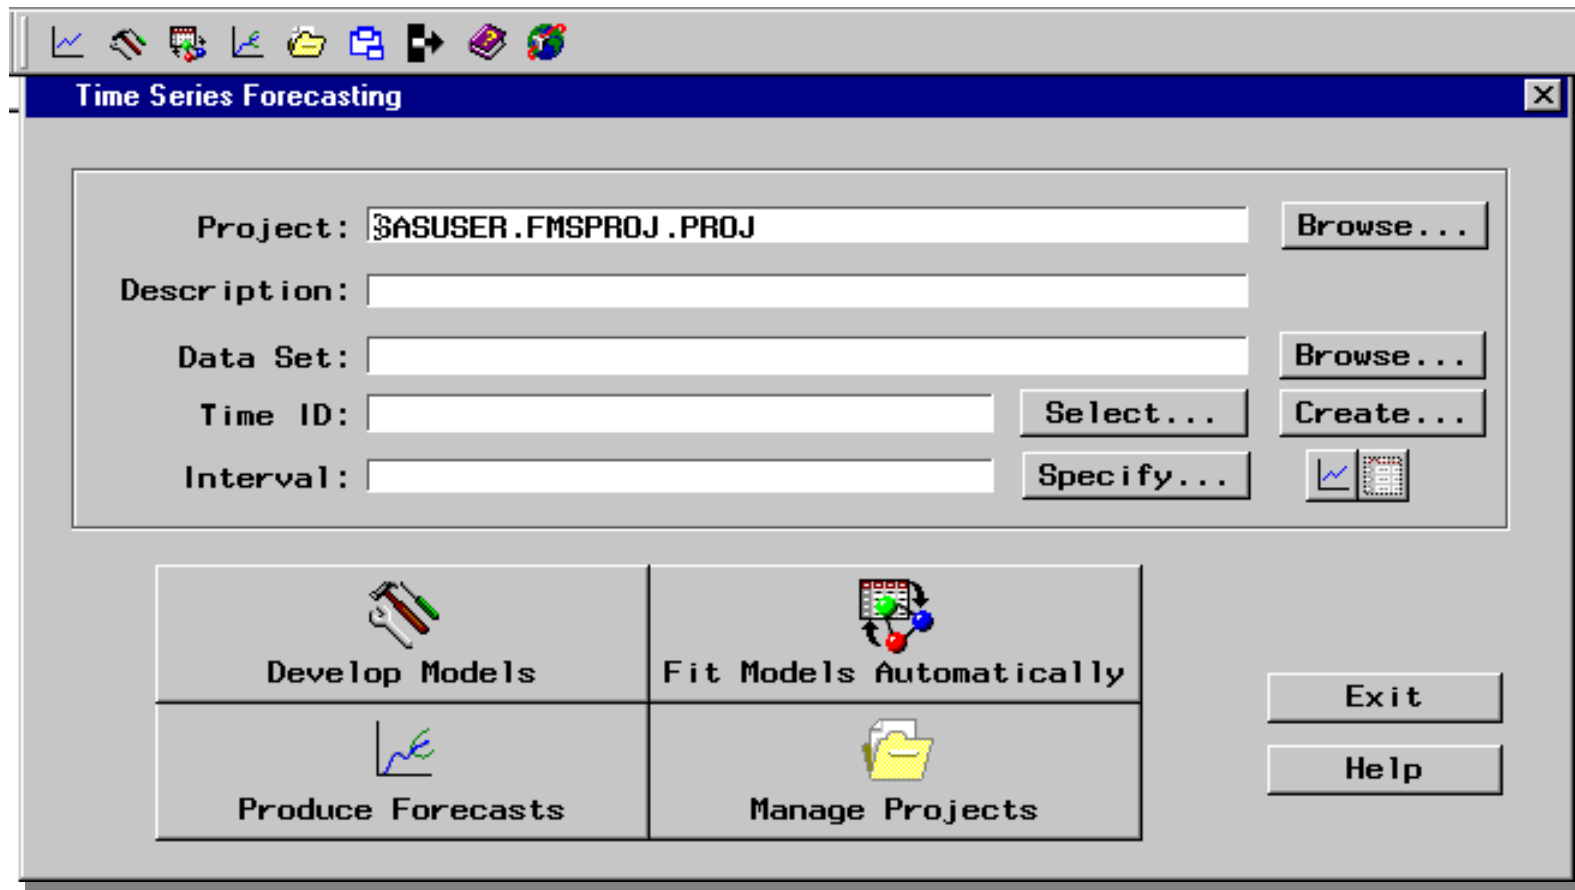 Time Series Forecasting
Project: SASUSER.FMSPROJ.PROJ Browse...
Description:
Data Set: Browse...
Time ID: Select... Create...
Interval: Specify...
Develop Models Fit Models Automatically
Exit
Produce Forecasts Manage Projects
Help